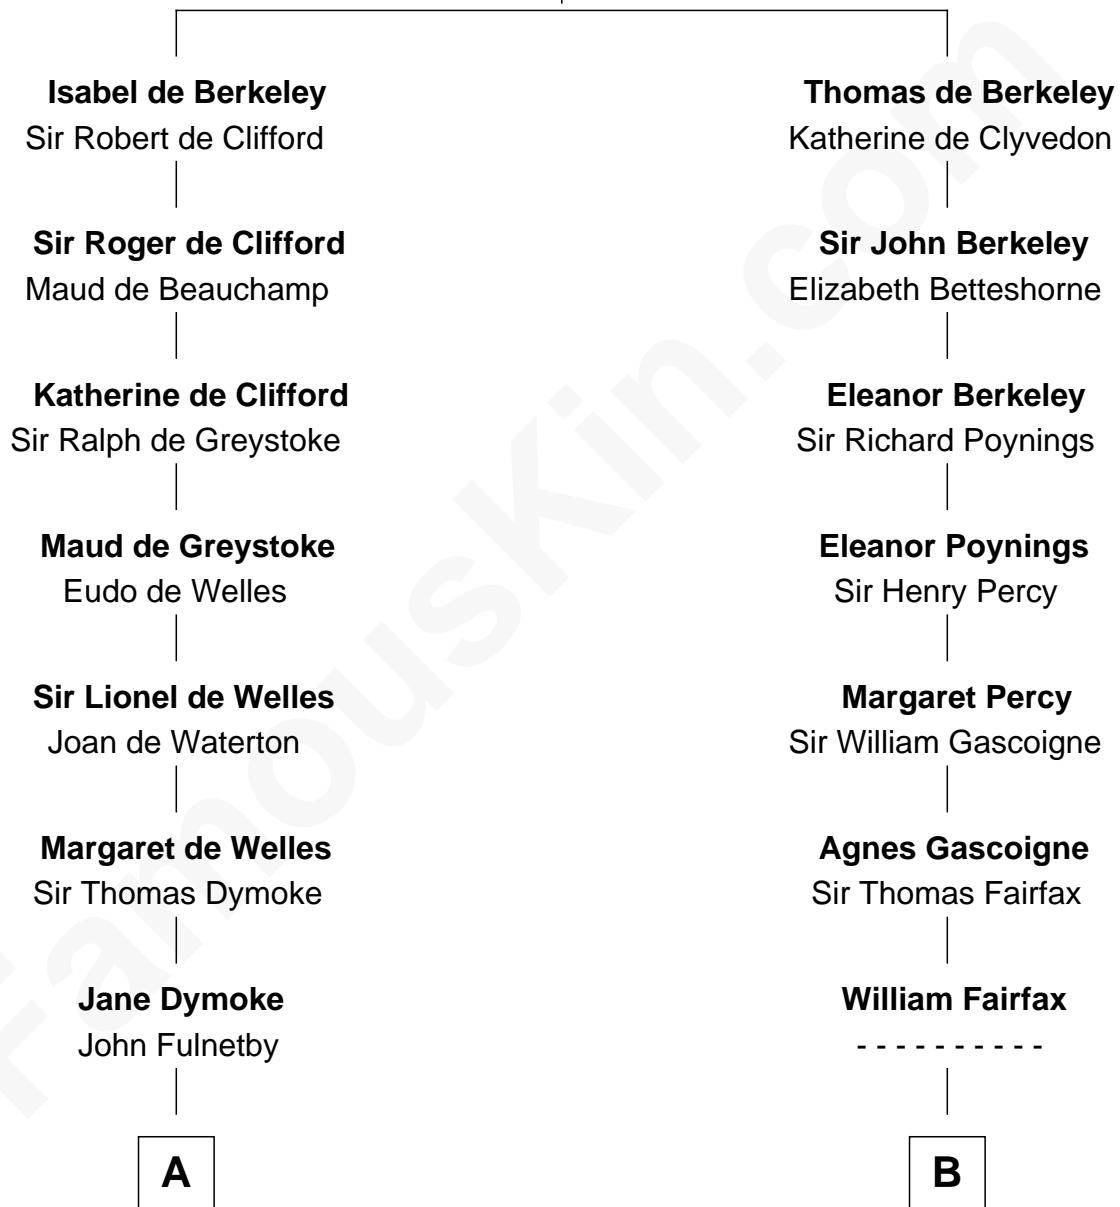 Isabel de Berkeley
Sir Robert de Clifford
Sir Roger de Clifford
Maud de Beauchamp
Katherine de Clifford
Sir Ralph de Greystoke
Maud de Greystoke
Eudo de Welles
Sir Lionel de Welles
Joan de Waterton
Margaret de Welles
Sir Thomas Dymoke
Jane Dymoke
John Fulnetby
A
Thomas de Berkeley
Katherine de Clyvedon
Sir John Berkeley
Elizabeth Betteshorne
Eleanor Berkeley
Sir Richard Poynings
Eleanor Poynings
Sir Henry Percy
Margaret Percy
Sir William Gascoigne
Agnes Gascoigne
Sir Thomas Fairfax
William Fairfax
- - - - - - - - - -
B
FamousKin.com